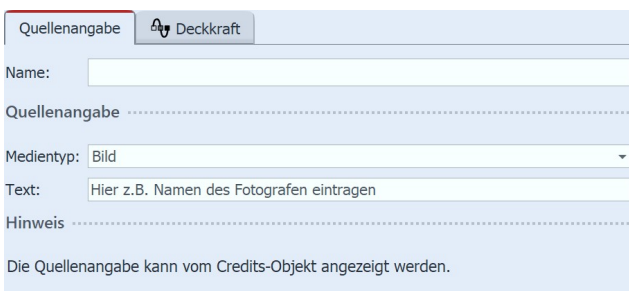 Quellenangabe Deckkraft
Name:
Quellenangabe
Medientyp: Bild
Text: Hier z.B. Namen des Fotografen eintragen
Hinweis
Die Quellenangabe kann vom Credits-Objekt angezeigt werden.